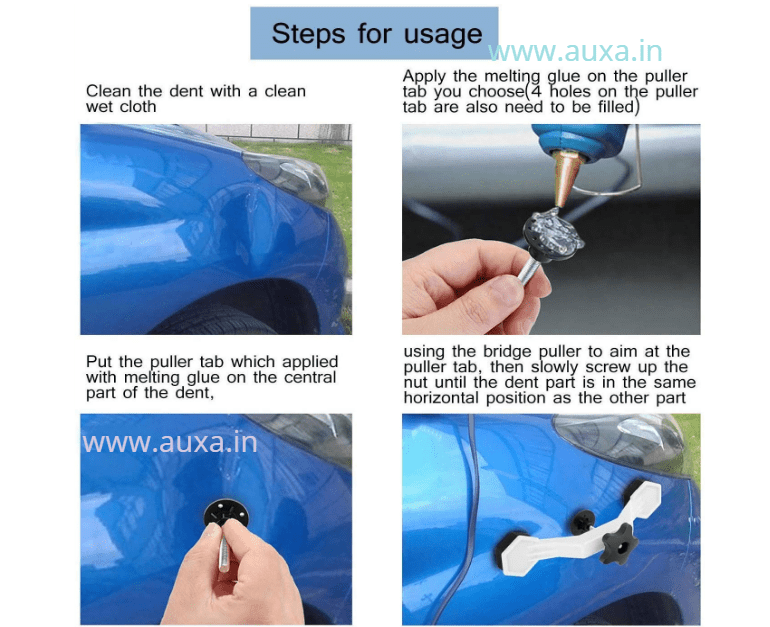 Steps for usage
www.auxa.in
Clean the dent with a clean
wet cloth
Apply the melting glue on the puller
tab you choose(4 holes on the puller
tab are also need to be filled)
Put the puller tab which applied
with melting glue on the central
part of the dent,
using the bridge puller to aim at the
puller tab, then slowly screw up the
nut until the dent part is in the same
horizontal position as the other part
www.auxa.in